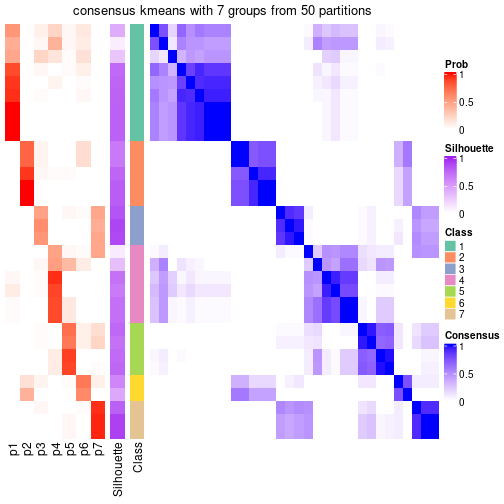 consensus kmeans with 7 groups from 50 partitions
Prob
1
0.5
0
Silhouette
1
0.5
0
Class
1
2
3
4
5
6
7
Consensus
1
0.5
0
p1
p2
p3
p4
p5
p6
p7
Silhouette
Class